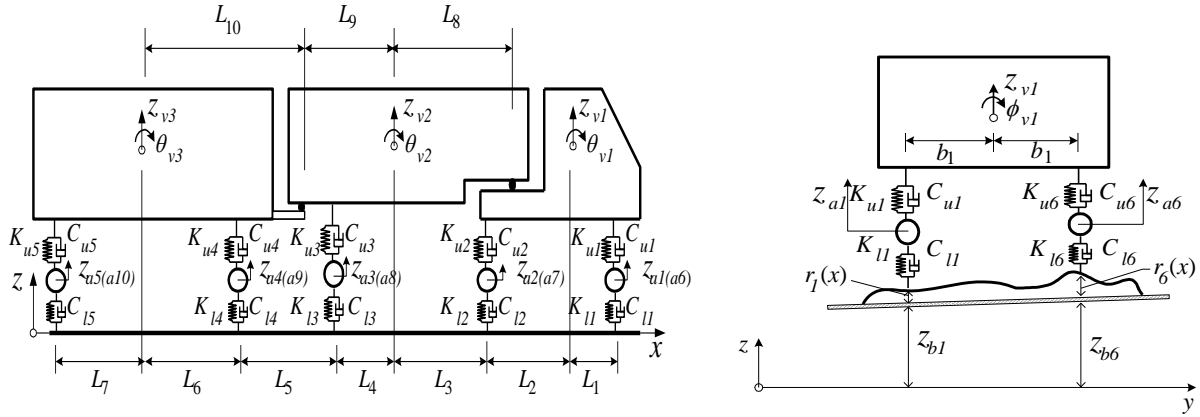 L10 L9 L8
zv3 zv2 zv1
θv3 θv2 θv1
Ku5 Cu5 Ku4 Cu4 Ku3 Cu3 Ku2 Cu2 Ku1 Cu1
z za5(a10) za4(a9) za3(a8) za2(a7) za1(a6)
Kl5 Cl5 Kl4 Cl4 Kl3 Cl3 Kl2 Cl2 Kl1 Cl1
x
L7 L6 L5 L4 L3 L2 L1
zv1
ϕv1
b1 b1
za1 Ku1 Cu1 Ku6 Cu6 za6
Kl1 Cl1 Kl6 Cl6
r1(x) r6(x)
z zb1 zb6
y